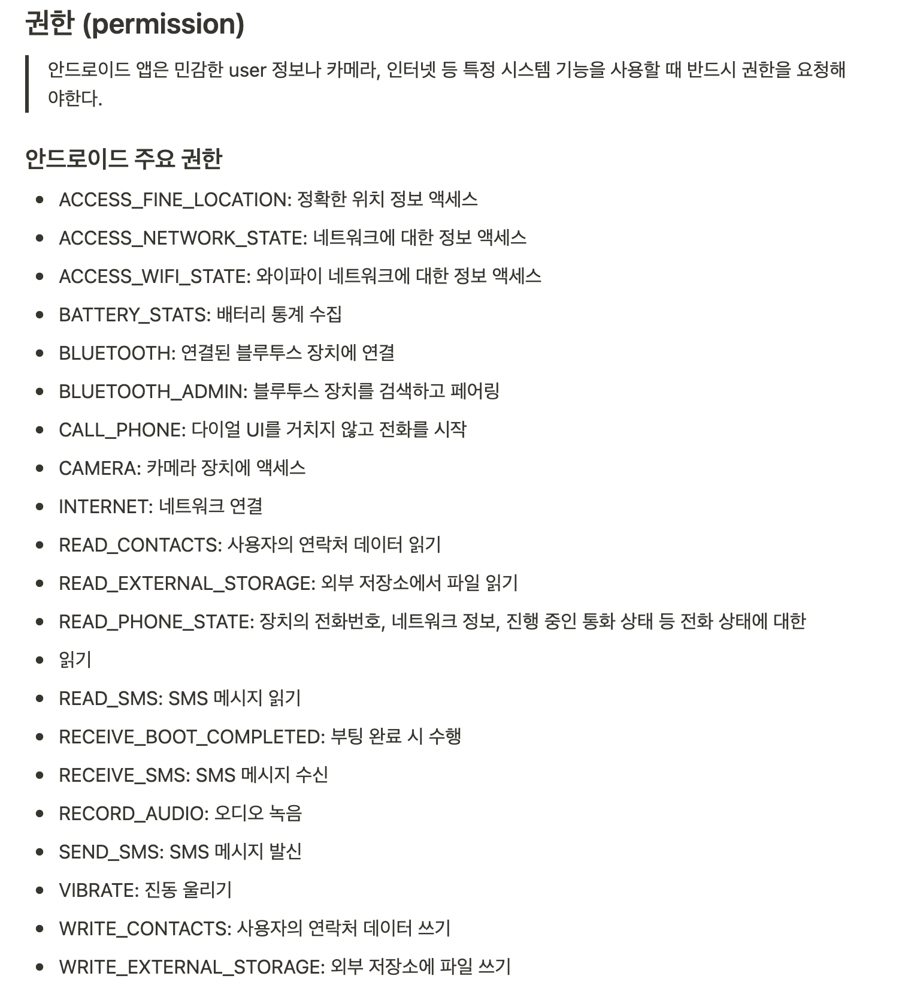 권한 (permission)
안드로이드 앱은 민감한 user 정보나 카메라, 인터넷 등 특정 시스템 기능을 사용할 때 반드시 권한을 요청해
야한다.
안드로이드 주요 권한
• ACCESS_FINE_LOCATION: 정확한 위치 정보 액세스
• ACCESS_NETWORK_STATE: 네트워크에 대한 정보 액세스
• ACCESS_WIFI_STATE: 와이파이 네트워크에 대한 정보 액세스
• BATTERY_STATS: 배터리 통계 수집
• BLUETOOTH: 연결된 블루투스 장치에 연결
• BLUETOOTH_ADMIN: 블루투스 장치를 검색하고 페어링
• CALL_PHONE: 다이얼 UI를 거치지 않고 전화를 시작
• CAMERA: 카메라 장치에 액세스
• INTERNET: 네트워크 연결
• READ_CONTACTS: 사용자의 연락처 데이터 읽기
• READ_EXTERNAL_STORAGE: 외부 저장소에서 파일 읽기
• READ_PHONE_STATE: 장치의 전화번호, 네트워크 정보, 진행 중인 통화 상태 등 전화 상태에 대한
• 읽기
• READ_SMS: SMS 메시지 읽기
• RECEIVE_BOOT_COMPLETED: 부팅 완료 시 수행
• RECEIVE_SMS: SMS 메시지 수신
• RECORD_AUDIO: 오디오 녹음
• SEND_SMS: SMS 메시지 발신
• VIBRATE: 진동 울리기
• WRITE_CONTACTS: 사용자의 연락처 데이터 쓰기
• WRITE_EXTERNAL_STORAGE: 외부 저장소에 파일 쓰기